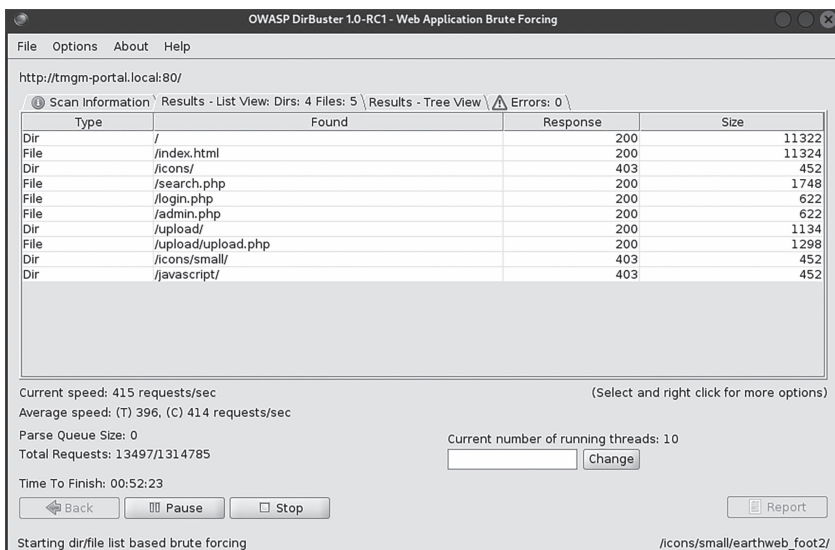 OWASP DirBuster 1.0-RC1 - Web Application Brute Forcing
File Options About Help
http://tmgm-portal.local:80/
Scan Information Results - List View: Dirs: 4 Files: 5 Results - Tree View Errors: 0
Type Found Response Size
Dir / 200 11322
File /index.html 200 11324
Dir /icons/ 403 452
File /search.php 200 1748
File /login.php 200 622
File /admin.php 200 622
Dir /upload/ 200 1134
File /upload/upload.php 200 1298
Dir /icons/small/ 403 452
Dir /javascript/ 403 452
Current speed: 415 requests/sec (Select and right click for more options)
Average speed: (T) 396, (C) 414 requests/sec
Parse Queue Size: 0
Current number of running threads: 10
Total Requests: 13497/1314785
Change
Time To Finish: 00:52:23
Back Pause Stop Report
Starting dir/file list based brute forcing /icons/small/earthweb_foot2/